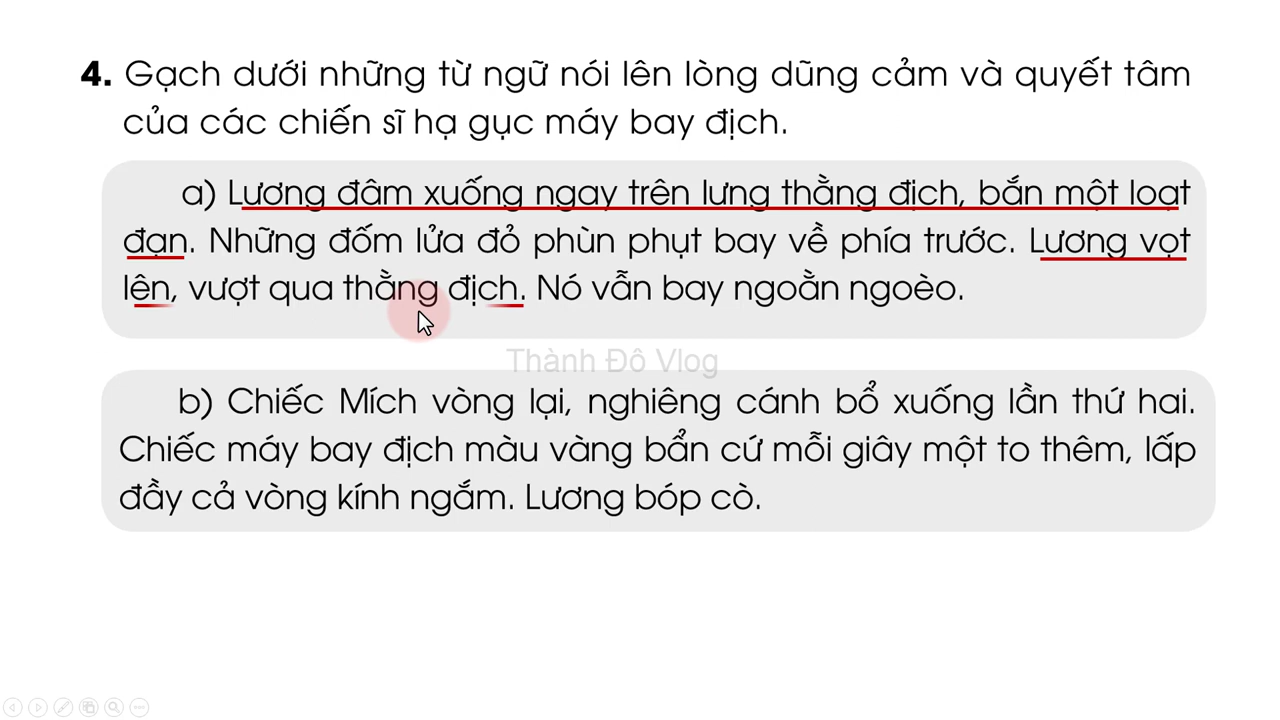 4. Gạch dưới những từ ngữ nói lên lòng dũng cảm và quyết tâm
của các chiến sĩ hạ gục máy bay địch.
a) Lương đâm xuống ngay trên lưng thằng địch, bắn một loạt
đạn. Những đốm lửa đỏ phùn phụt bay về phía trước. Lương vọt
lên, vượt qua thằng địch. Nó vẫn bay ngoằn ngoèo.
Thành Đô Vlog
b) Chiếc Mích vòng lại, nghiêng cánh bổ xuống lần thứ hai.
Chiếc máy bay địch màu vàng bẩn cứ mỗi giây một to thêm, lấp
đầy cả vòng kính ngắm. Lương bóp cò.